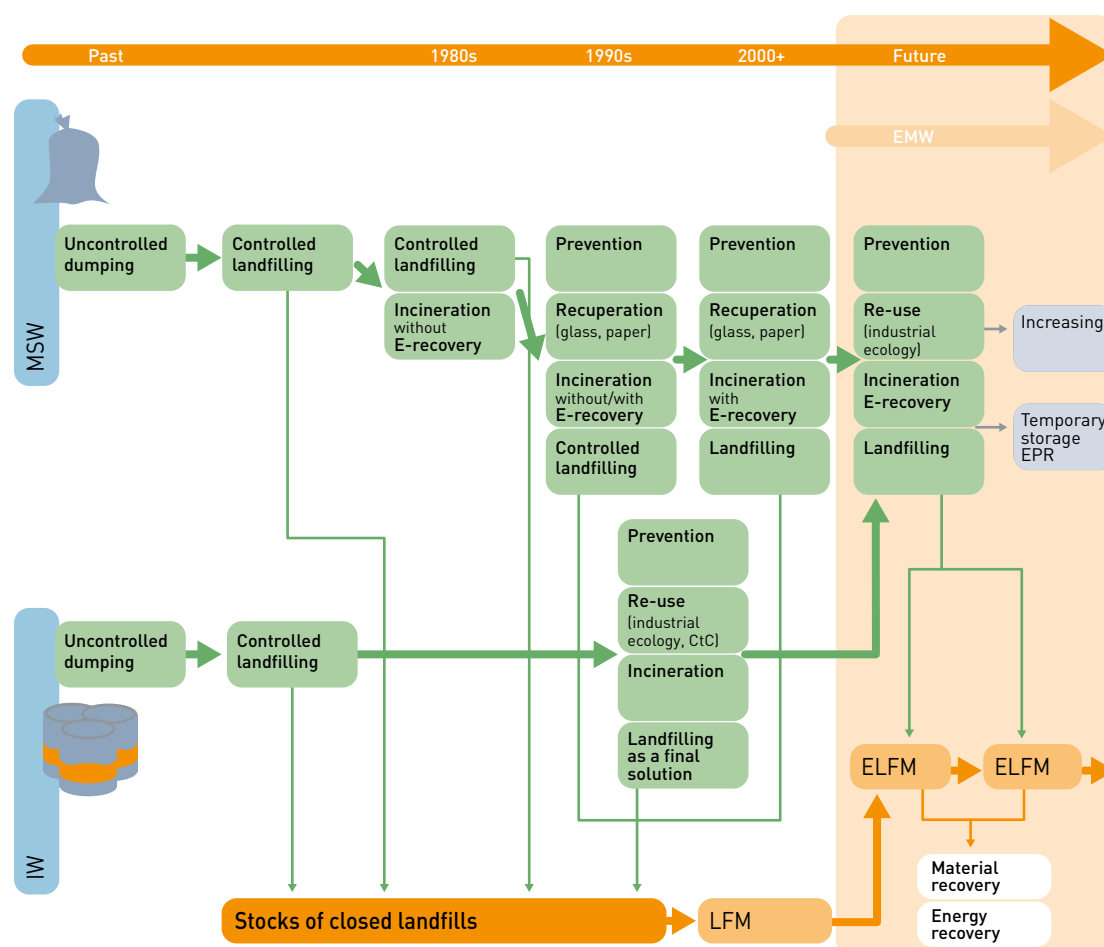 Past
1980s
1990s
2000+
Future
EMW
MSW
Uncontrolled
dumping
Controlled
landfilling
Controlled
landfilling
Incineration
without
E-recovery
Prevention
Recuperation
(glass, paper)
Incineration
without/with
E-recovery
Controlled
landfilling
Prevention
Recuperation
(glass, paper)
Incineration
with
E-recovery
Landfilling
Prevention
Re-use
(industrial
ecology)
Incineration
E-recovery
Landfilling
Increasing
Temporary
storage
EPR
IW
Uncontrolled
dumping
Controlled
landfilling
Prevention
Re-use
(industrial
ecology, CtC)
Incineration
Landfilling
as a final
solution
ELFM
ELFM
Material
recovery
Energy
recovery
Stocks of closed landfills
LFM